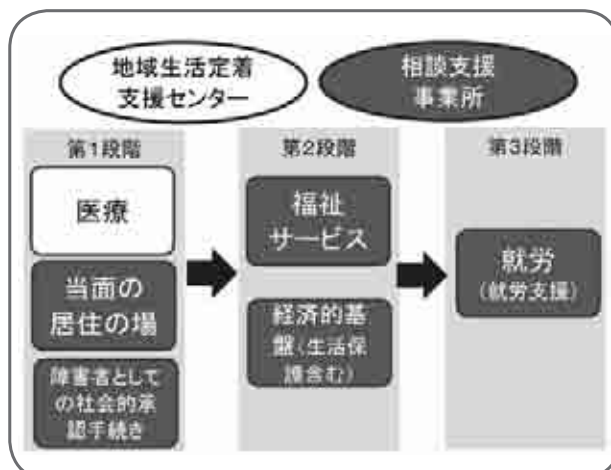 地域生活定着
支援センター
相談支援
事業所
第1段階
医療
当面の
居住の場
障害者として
の社会的承
認手続き
第2段階
福祉
サービス
経済的基
盤(生活保
護含む)
第3段階
就労
(就労支援)